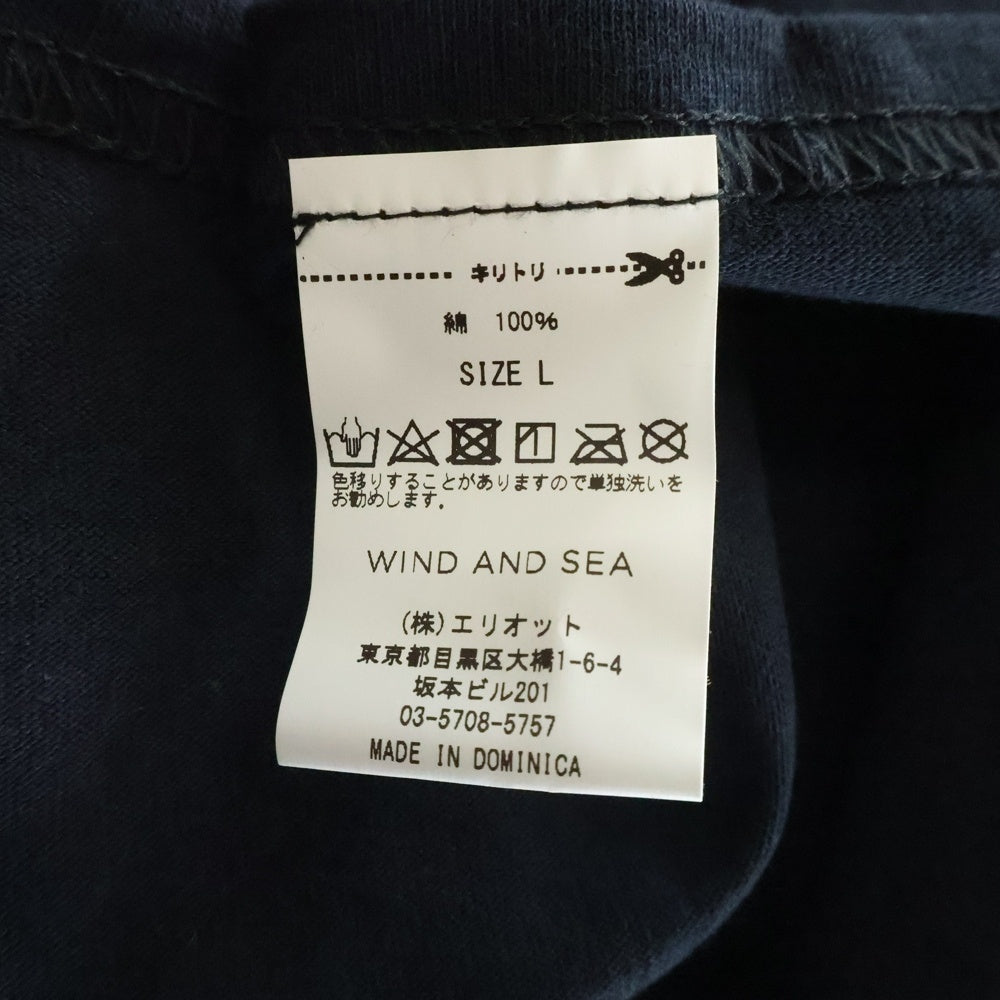 キリトリ
綿 100%
SIZE L
色移りすることがありますので単独洗いを
お勧めします。
WIND AND SEA
(株)エリオット
東京都目黒区大橋1-6-4
坂本ビル201
03-5708-5757
MADE IN DOMINICA